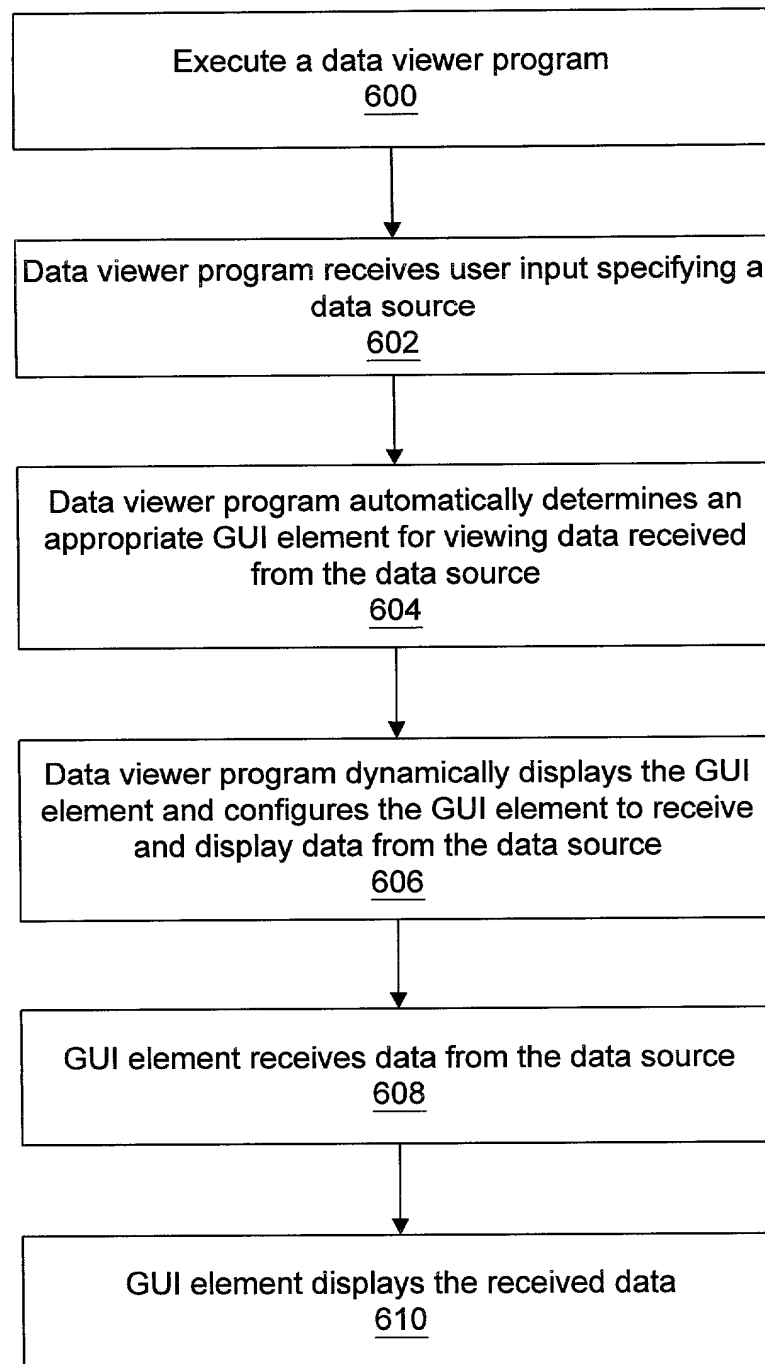 Execute a data viewer program
600
Data viewer program receives user input specifying a
data source
602
Data viewer program automatically determines an
appropriate GUI element for viewing data received
from the data source
604
Data viewer program dynamically displays the GUI
element and configures the GUI element to receive
and display data from the data source
606
GUI element receives data from the data source
608
GUI element displays the received data
610